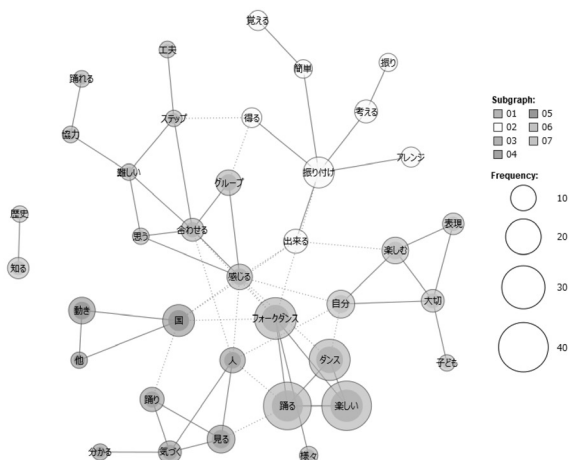 覚える
工夫
簡単
振り
踊れる
ステップ
得る
考える
協力
アレンジ
難しい
グループ
振り付け
歴史
思う
合わせる
出来る
表現
楽しむ
知る
感じる
動き
国
フォークダンス
自分
大切
他
人
ダンス
子ども
踊り
踊る
楽しい
見る
分かる
気づく
様々
Subgraph:
01 05
02 06
03 07
04
Frequency:
10
20
30
40